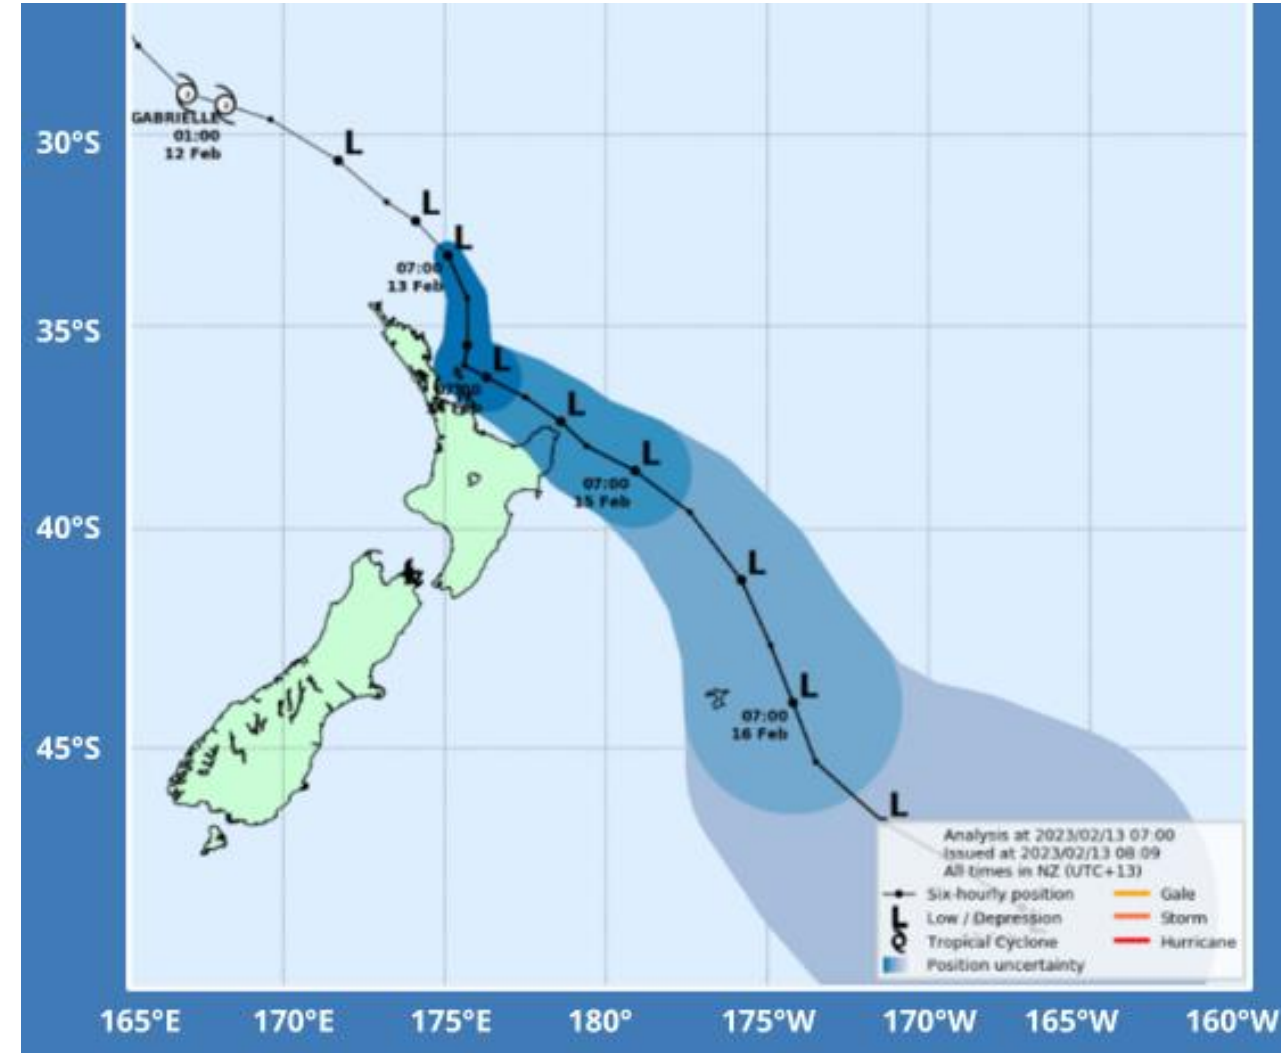 GABRIELLE
01:00
12 Feb
30°S
L
L
L
07:00
13 Feb
35°S
L
L
L
07:00
15 Feb
40°S
L
L
07:00
16 Feb
45°S
L
Analysis at 2023/02/13 07:00
Issued at 2023/02/13 08:09
All times in NZ (UTC+13)
Six-hourly position
Gale
L
Low / Depression
Storm
Tropical Cyclone
Hurricane
Position uncertainty
165°E 170°E 175°E 180° 175°W 170°W 165°W 160°W